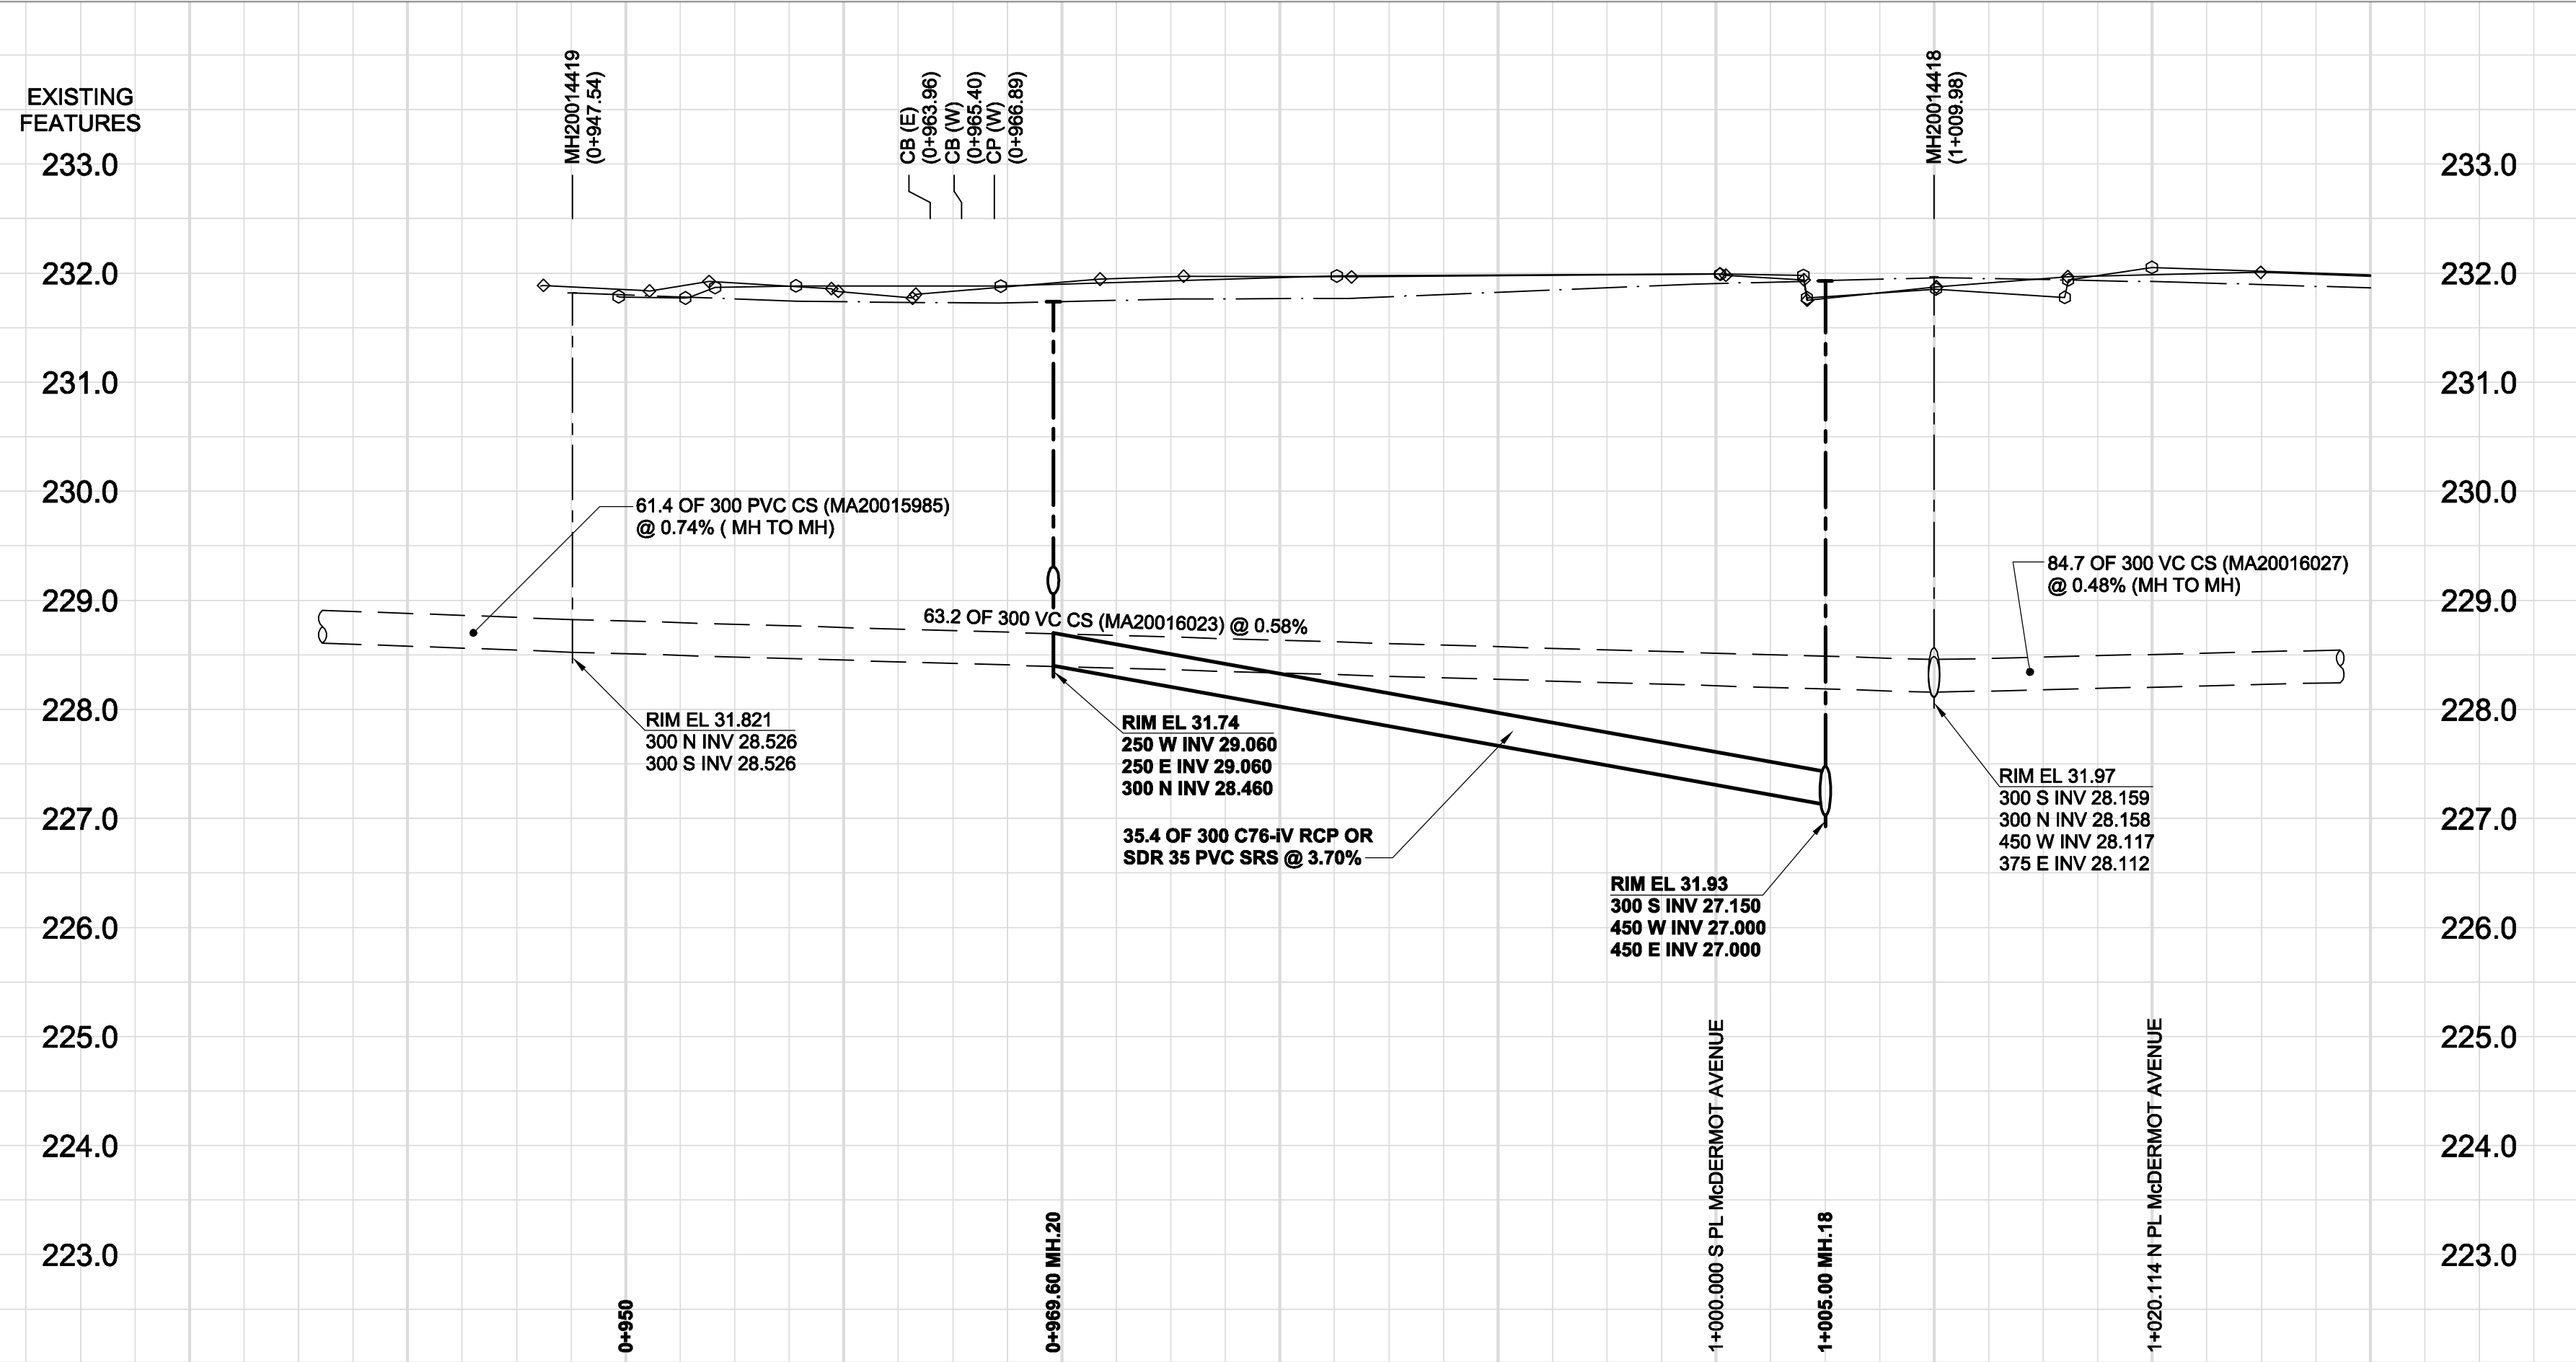 EXISTING
FEATURES
MH20014419
(0+947.54)
CB (E)
(0+963.96)
CB (W)
(0+965.40)
CP (W)
(0+966.89)
MH20014418
(1+009.98)
233.0
233.0
232.0
232.0
231.0
231.0
230.0
230.0
61.4 OF 300 PVC CS (MA20015985)
@ 0.74% ( MH TO MH)
84.7 OF 300 VC CS (MA20016027)
@ 0.48% (MH TO MH)
229.0
229.0
63.2 OF 300 VC CS (MA20016023) @ 0.58%
228.0
228.0
RIM EL 31.821
300 N INV 28.526
300 S INV 28.526
RIM EL 31.74
250 W INV 29.060
250 E INV 29.060
300 N INV 28.460
RIM EL 31.97
300 S INV 28.159
300 N INV 28.158
450 W INV 28.117
375 E INV 28.112
227.0
227.0
35.4 OF 300 C76-iV RCP OR
SDR 35 PVC SRS @ 3.70%
RIM EL 31.93
300 S INV 27.150
450 W INV 27.000
450 E INV 27.000
226.0
226.0
225.0
225.0
224.0
224.0
223.0
223.0
0+950
0+969.60 MH.20
1+000.000 S PL McDERMOT AVENUE
1+005.00 MH.18
1+020.114 N PL McDERMOT AVENUE